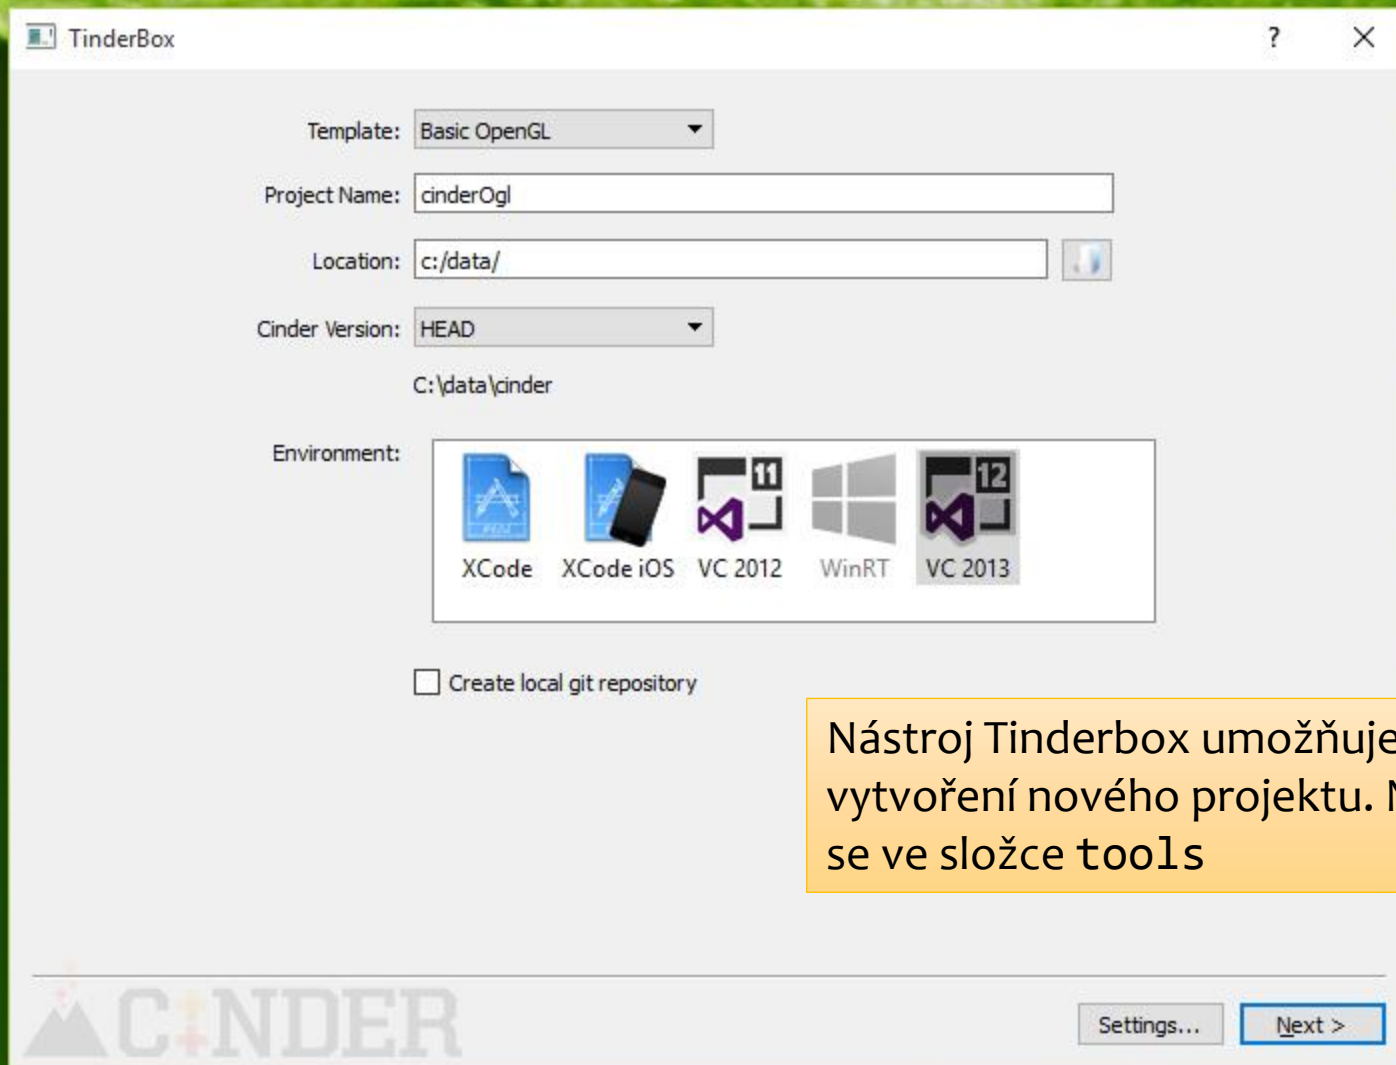 TinderBox ?
Template: Basic OpenGL
Project Name: cinderOgl
Location: c:/data/
Cinder Version: HEAD
C:\data\cinder
Environment:
11 12
XCode XCode iOS VC 2012 WinRT VC 2013
Create local git repository
Nástroj Tinderbox umožňuje
vytvoření nového projektu.
se ve složce tools
CINDER
Settings... Next >